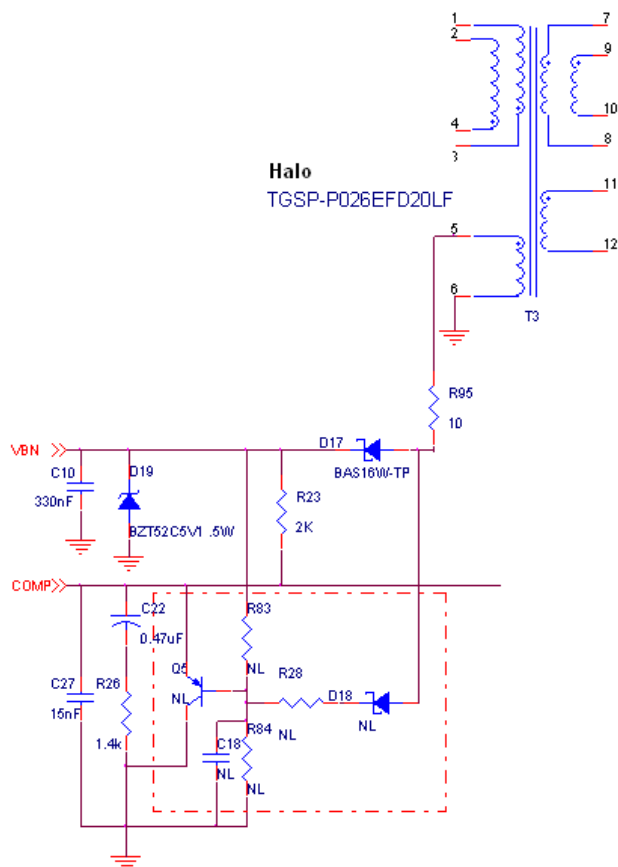 1
2
4
3
7
9
10
8
11
12
Halo
TGSP-P026EFD20LF
5
6
T3
R95
10
VBN
D17
BAS16W-TP
C10
330nF
D19
BZT52C5V1 .5W
R23
2K
COMP
C22
0.47uF
R83
NL
Q5
NL
R28
NL
D18
NL
C27
15nF
R26
1.4k
R84
C18
NL
NL